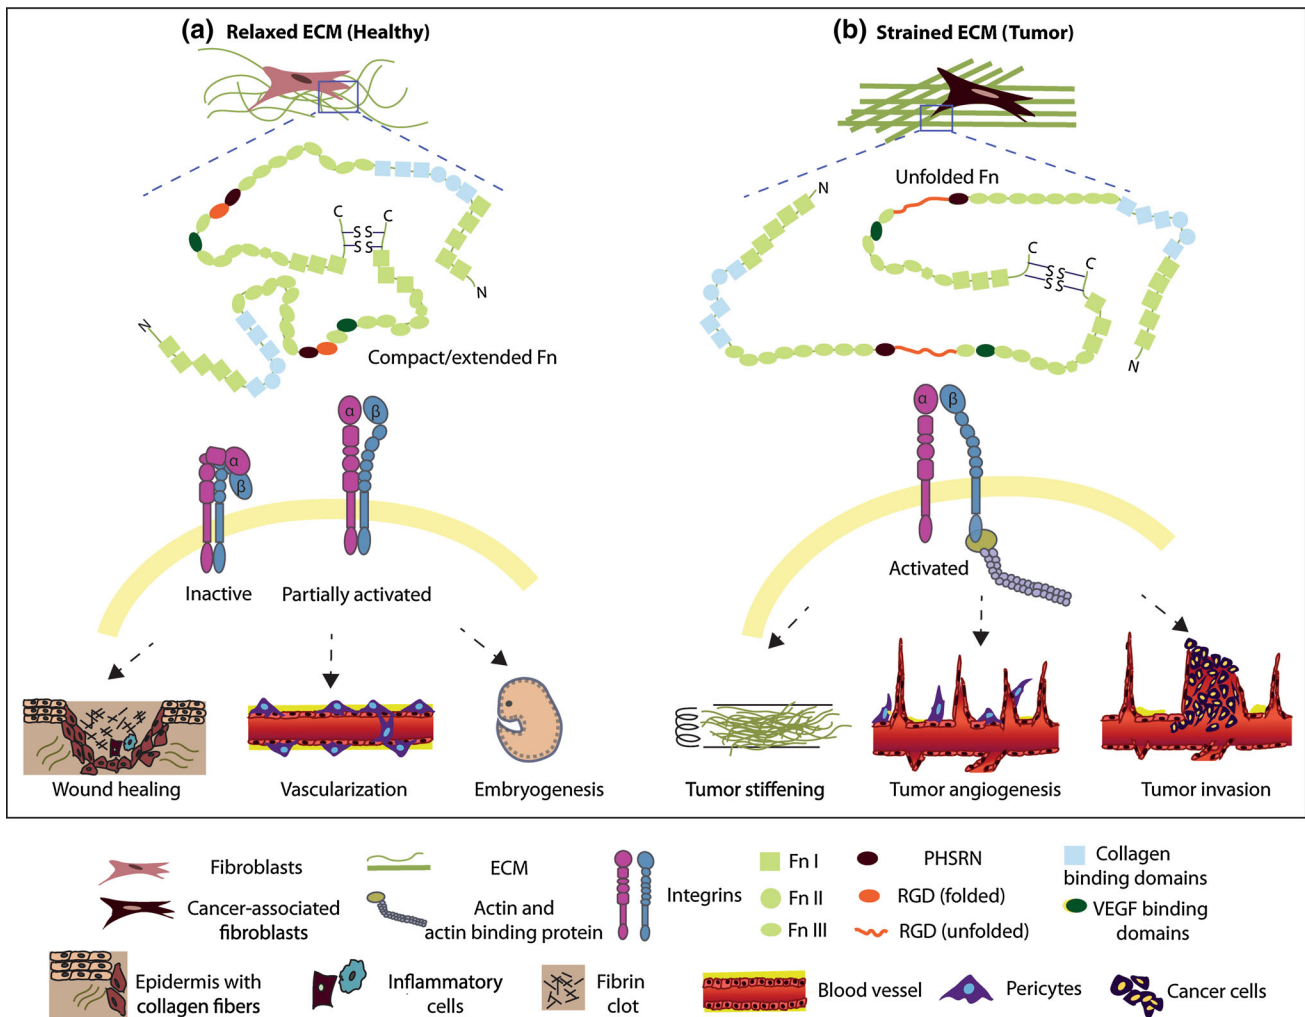 (a) Relaxed ECM (Healthy)
(b) Strained ECM (Tumor)
C
C
S S
S S
N
N
Compact/extended Fn
Unfolded Fn
N
C
C
S S
S S
N
α
β
α
β
Inactive
Partially activated
α
β
Activated
Wound healing
Vascularization
Embryogenesis
Tumor stiffening
Tumor angiogenesis
Tumor invasion
Fibroblasts
Cancer-associated
fibroblasts
ECM
Actin and
actin binding protein
Integrins
Fn I
Fn II
Fn III
PHSRN
RGD (folded)
RGD (unfolded)
Collagen
binding domains
VEGF binding
domains
Epidermis with
collagen fibers
Inflammatory
cells
Fibrin
clot
Blood vessel
Pericytes
Cancer cells